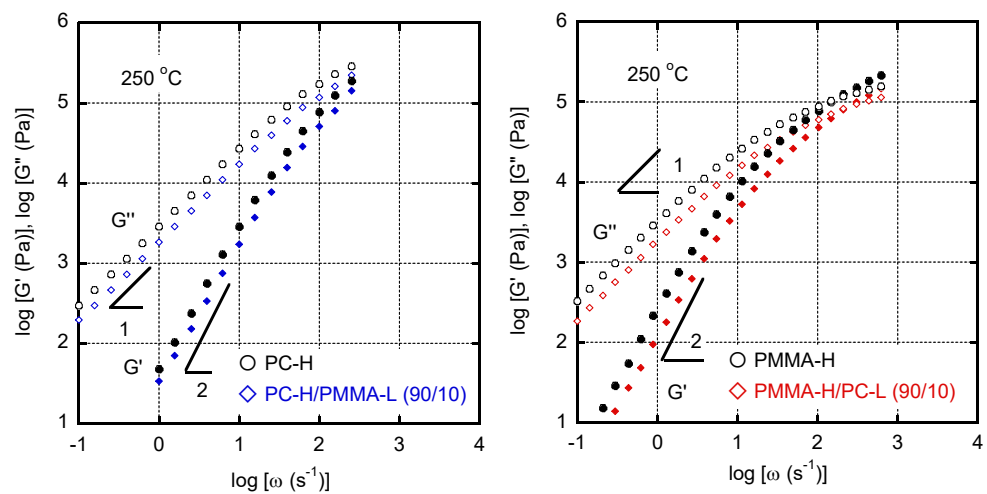 6
5
4
3
2
1
-1
0
1
2
3
4
log [G' (Pa)], log [G" (Pa)]
log [ω (s⁻¹)]
250 °C
G"
1
G'
2
PC-H
PC-H/PMMA-L (90/10)
6
5
4
3
2
1
-1
0
1
2
3
4
log [G' (Pa)], log [G" (Pa)]
log [ω (s⁻¹)]
250 °C
1
G"
2
G'
PMMA-H
PMMA-H/PC-L (90/10)